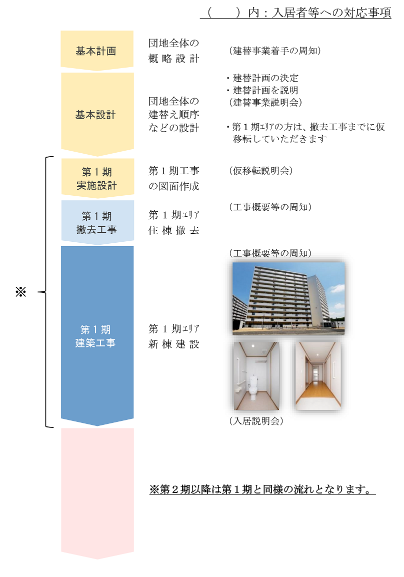 （　　）内：入居者等への対応事項
基本計画
団地全体の
概略設計
（建替事業着手の周知）
基本設計
団地全体の
建替え順序
などの設計
・建替計画の決定
・建替計画を説明
（建替事業説明会）
・第１期ｴﾘｱの方は、撤去工事までに仮
移転していただきます
第１期
実施設計
第１期工事
の図面作成
（仮移転説明会）
第１期
撤去工事
第１期ｴﾘｱ
住棟撤去
（工事概要等の周知）
※
第１期
建築工事
第１期ｴﾘｱ
新棟建設
（工事概要等の周知）
（入居説明会）
※第２期以降は第１期と同様の流れとなります。